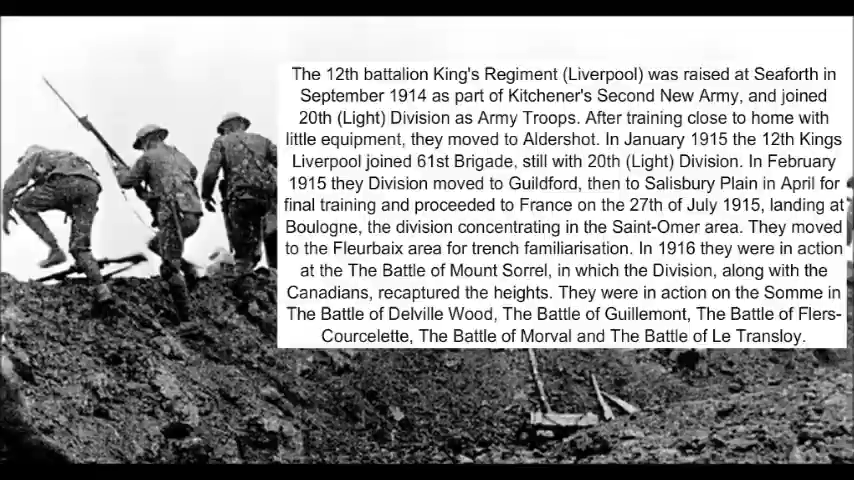 The 12th battalion King's Regiment (Liverpool) was raised at Seaforth in
September 1914 as part of Kitchener's Second New Army, and joined
20th (Light) Division as Army Troops. After training close to home with
little equipment, they moved to Aldershot. In January 1915 the 12th Kings
Liverpool joined 61st Brigade, still with 20th (Light) Division. In February
1915 they Division moved to Guildford, then to Salisbury Plain in April for
final training and proceeded to France on the 27th of July 1915, landing at
Boulogne, the division concentrating in the Saint-Omer area. They moved
to the Fleurbaix area for trench familiarisation. In 1916 they were in action
at the The Battle of Mount Sorrel, in which the Division, along with the
Canadians, recaptured the heights. They were in action on the Somme in
The Battle of Delville Wood, The Battle of Guillemont, The Battle of Flers-
Courcelette, The Battle of Morval and The Battle of Le Transloy.